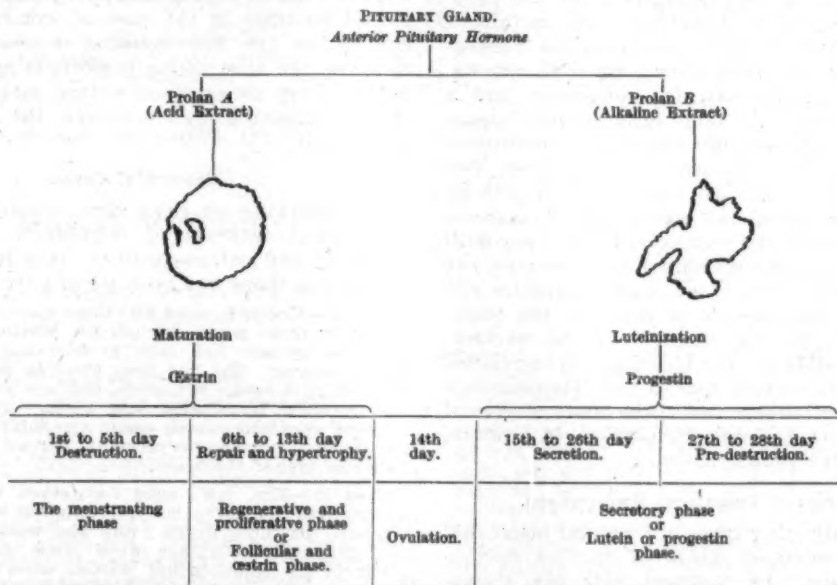 PITUITARY GLAND.
Anterior Pituitary Hormone
Prolan A
(Acid Extract)
Prolan B
(Alkaline Extract)
Maturation
Luteinization
Œstrin
Progestin
1st to 5th day
Destruction.
6th to 13th day
Repair and hypertrophy.
14th
day.
15th to 26th day
Secretion.
27th to 28th day
Pre-destruction.
The menstruating
phase
Regenerative and
proliferative phase
or
Follicular and
œstrin phase.
Ovulation.
Secretory phase
or
Lutein or progestin
phase.